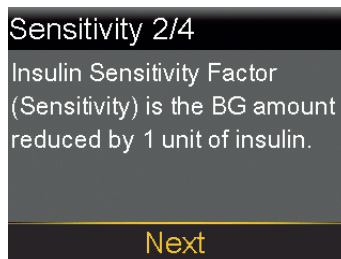 Sensitivity 2/4
Insulin Sensitivity Factor
(Sensitivity) is the BG amount
reduced by 1 unit of insulin.
Next